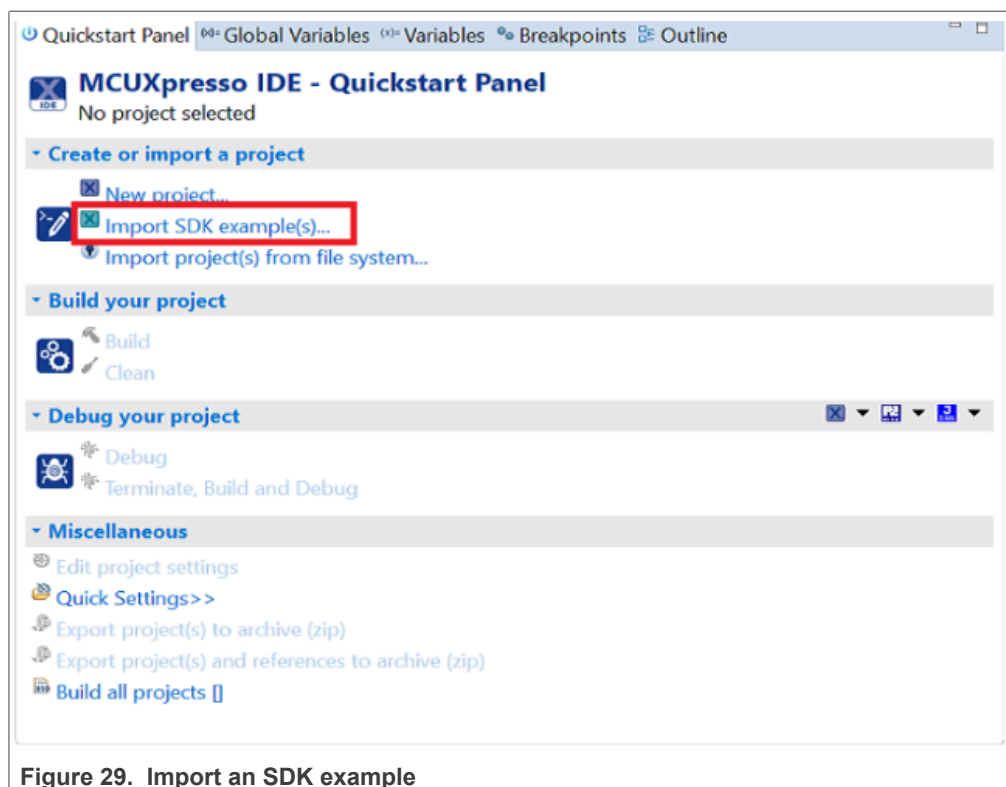 Quickstart Panel (x)= Global Variables (x)= Variables Breakpoints Outline
MCUXpresso IDE - Quickstart Panel
IDE
No project selected
Create or import a project
New project...
Import SDK example(s)...
Import project(s) from file system...
Build your project
Build
Clean
Debug your project
Debug
Terminate, Build and Debug
Miscellaneous
Edit project settings
Quick Settings>>
Export project(s) to archive (zip)
Export project(s) and references to archive (zip)
Build all projects []
Figure 29. Import an SDK example